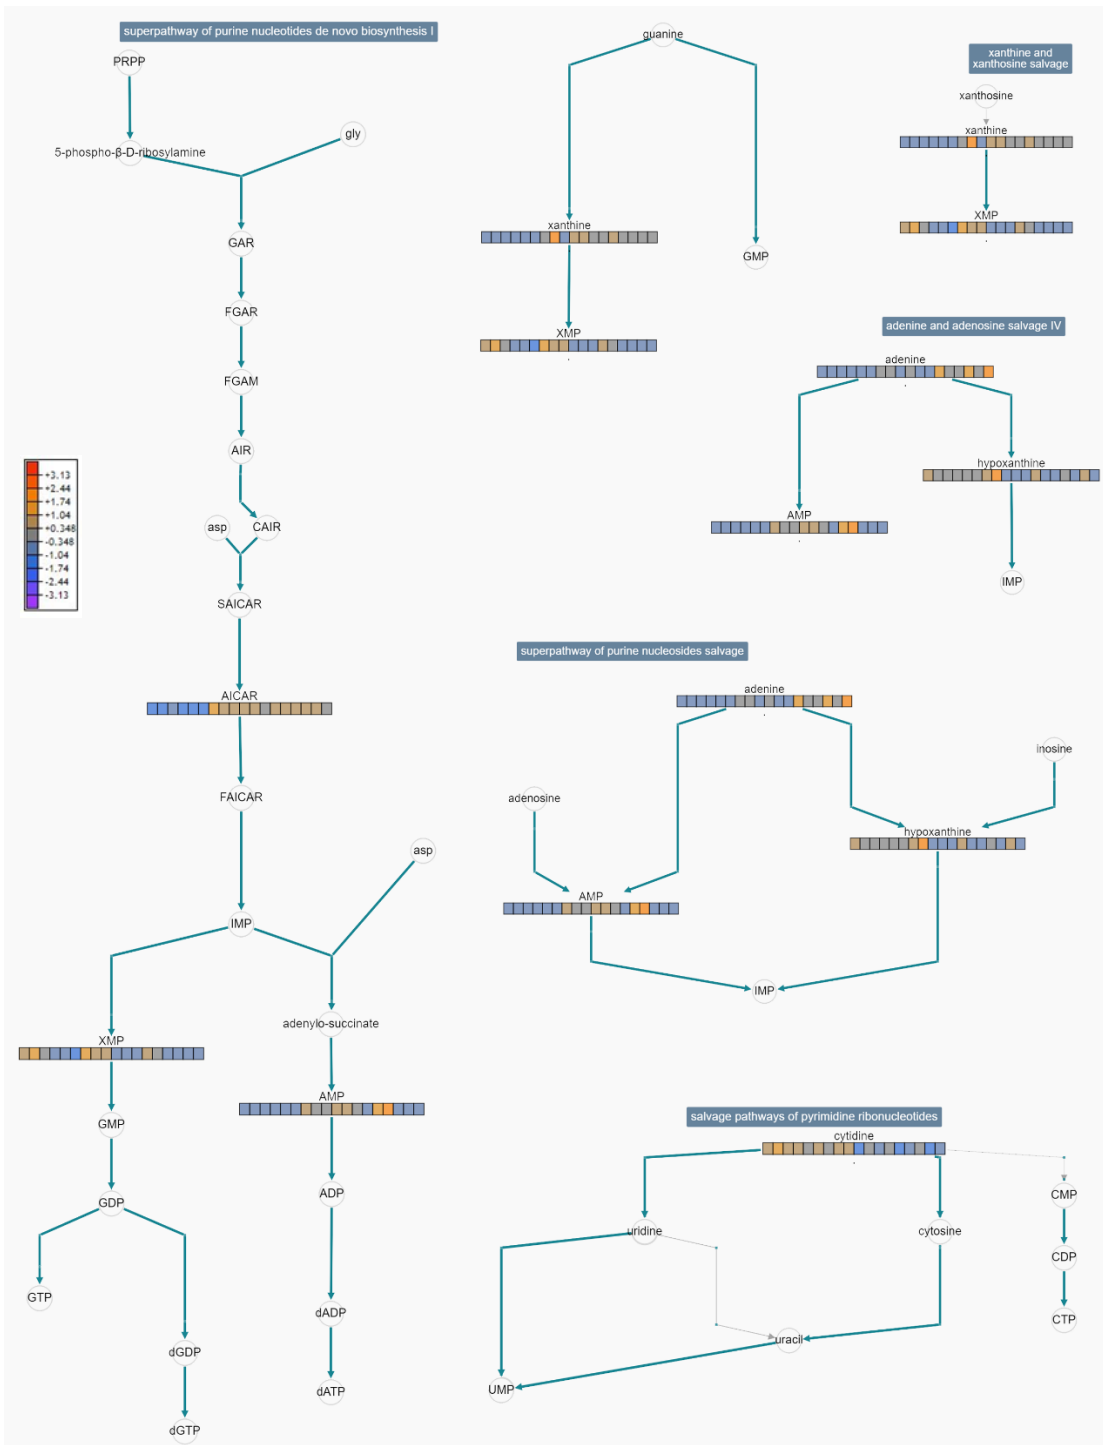 superpathway of purine nucleotides de novo biosynthesis I
PRPP
5-phospho-β-D-ribosylamine
gly
GAR
FGAR
FGAM
AIR
asp
CAIR
SAICAR
AICAR
FAICAR
asp
IMP
adenylo-succinate
XMP
AMP
GMP
ADP
GDP
GTP
dADP
dGDP
dATP
dGTP
+3.13
+2.44
+1.74
+1.04
+0.348
-0.348
-1.04
-1.74
-2.44
-3.13
guanine
xanthine
GMP
XMP
xanthine and
xanthosine salvage
xanthosine
xanthine
XMP
adenine and adenosine salvage IV
adenine
hypoxanthine
AMP
IMP
superpathway of purine nucleosides salvage
adenine
inosine
adenosine
hypoxanthine
AMP
IMP
salvage pathways of pyrimidine ribonucleotides
cytidine
CMP
uridine
cytosine
CDP
CTP
uracil
UMP